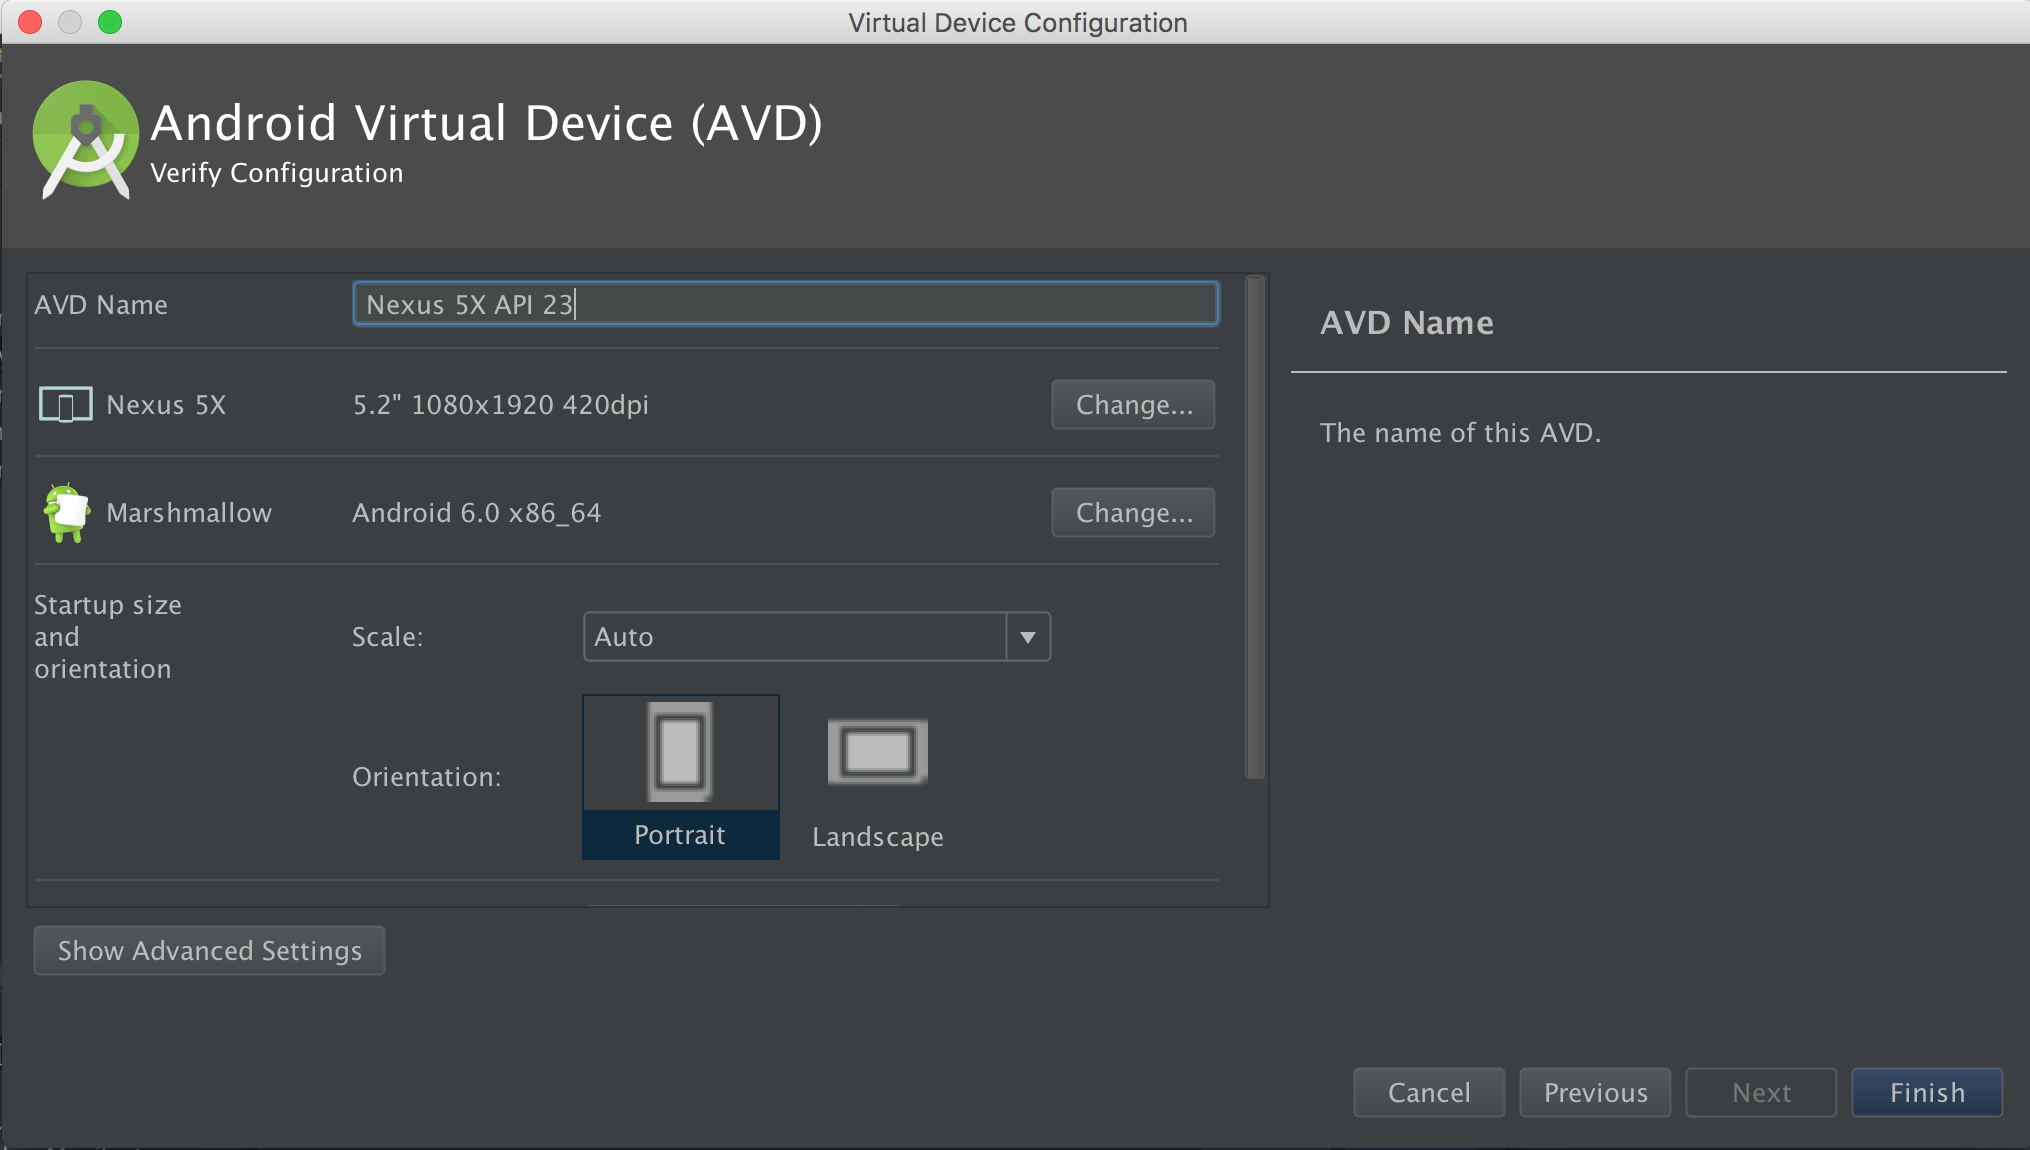 Virtual Device Configuration
Android Virtual Device (AVD)
Verify Configuration
AVD Name
Nexus 5X API 23
Nexus 5X
5.2" 1080x1920 420dpi
Change...
Marshmallow
Android 6.0 x86_64
Change...
Startup size
and
orientation
Scale:
Auto
Orientation:
Portrait
Landscape
Show Advanced Settings
AVD Name
The name of this AVD.
Cancel
Previous
Next
Finish